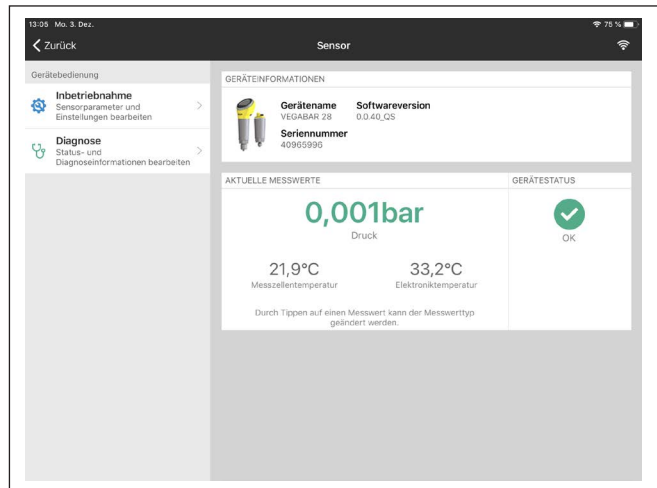 13:05 Mo. 3. Dez.
75 %
Zurück
Sensor
Gerätebedienung
Inbetriebnahme
Sensorparameter und
Einstellungen bearbeiten
Diagnose
Status- und
Diagnoseinformationen bearbeiten
GERÄTEINFORMATIONEN
Gerätename
VEGABAR 28
Softwareversion
0.0.40_QS
Seriennummer
40965996
AKTUELLE MESSWERTE
0,001bar
Druck
21,9°C
Messzellentemperatur
33,2°C
Elektroniktemperatur
Durch Tippen auf einen Messwert kann der Messwerttyp
geändert werden.
GERÄTESTATUS
OK